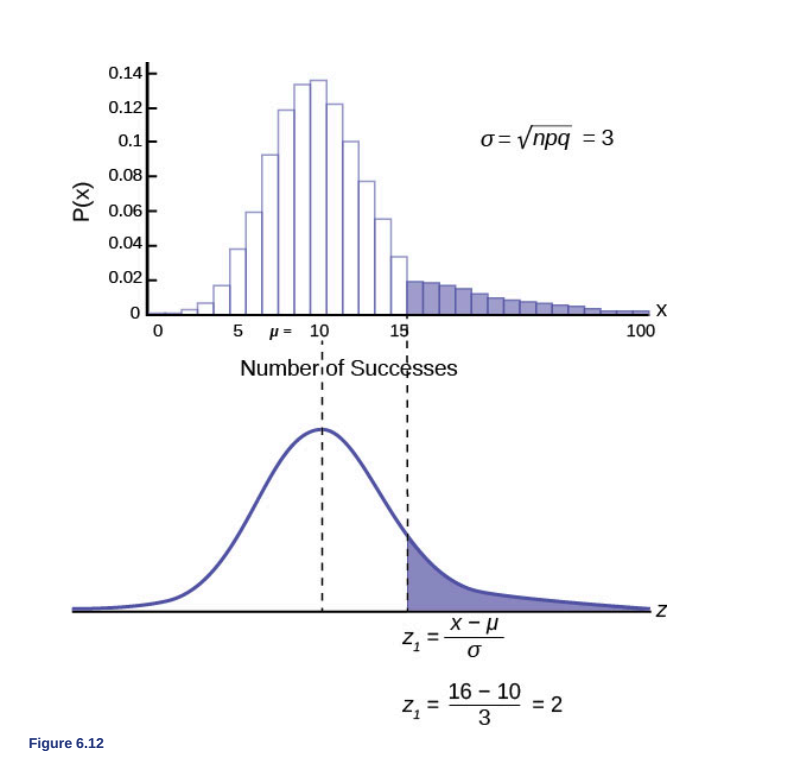 0.14
0.12
0.1
0.08
0.06
0.04
0.02
0
P(x)
σ = √npq = 3
0 5 μ = 10 15 100 X
Number of Successes
Z
z₁ = x − μ / σ
z₁ = 16 − 10 / 3 = 2
Figure 6.12